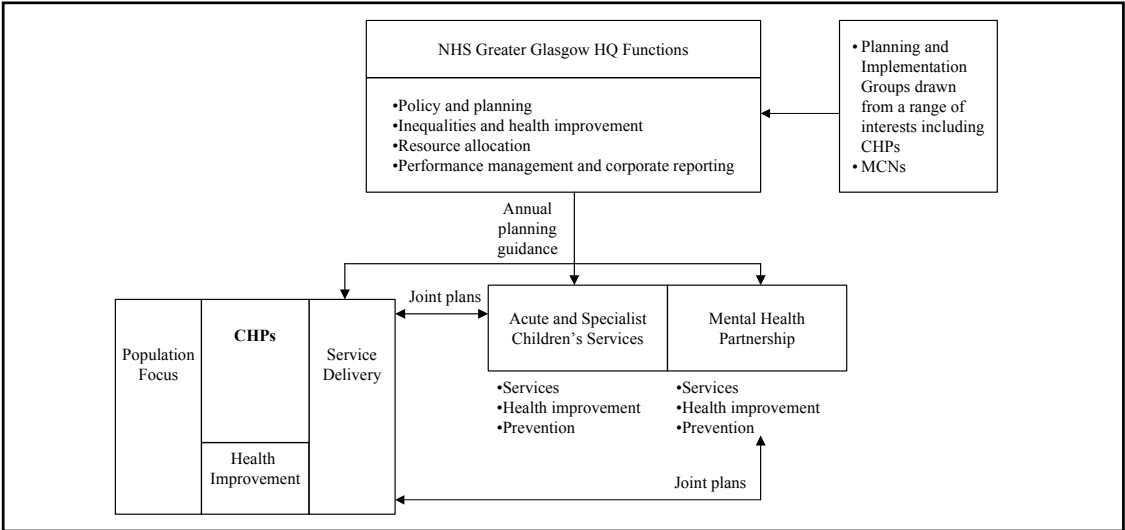 NHS Greater Glasgow HQ Functions
•Policy and planning
•Inequalities and health improvement
•Resource allocation
•Performance management and corporate reporting
• Planning and
Implementation
Groups drawn
from a range of
interests including
CHPs
• MCNs
Annual
planning
guidance
Population
Focus
CHPs
Health
Improvement
Service
Delivery
Joint plans
Acute and Specialist
Children’s Services
Mental Health
Partnership
•Services
•Health improvement
•Prevention
•Services
•Health improvement
•Prevention
Joint plans